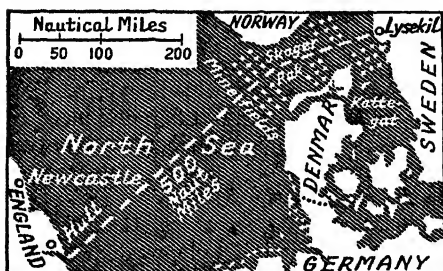 Nautical Miles
0 50 100 200
NORWAY
Lysekil
Skager
Rak
Minefields
Katte-
gat
SWEDEN
DENMARK
North Sea
Newcastle
500
Naut.
Miles
ENGLAND
Hull
GERMANY